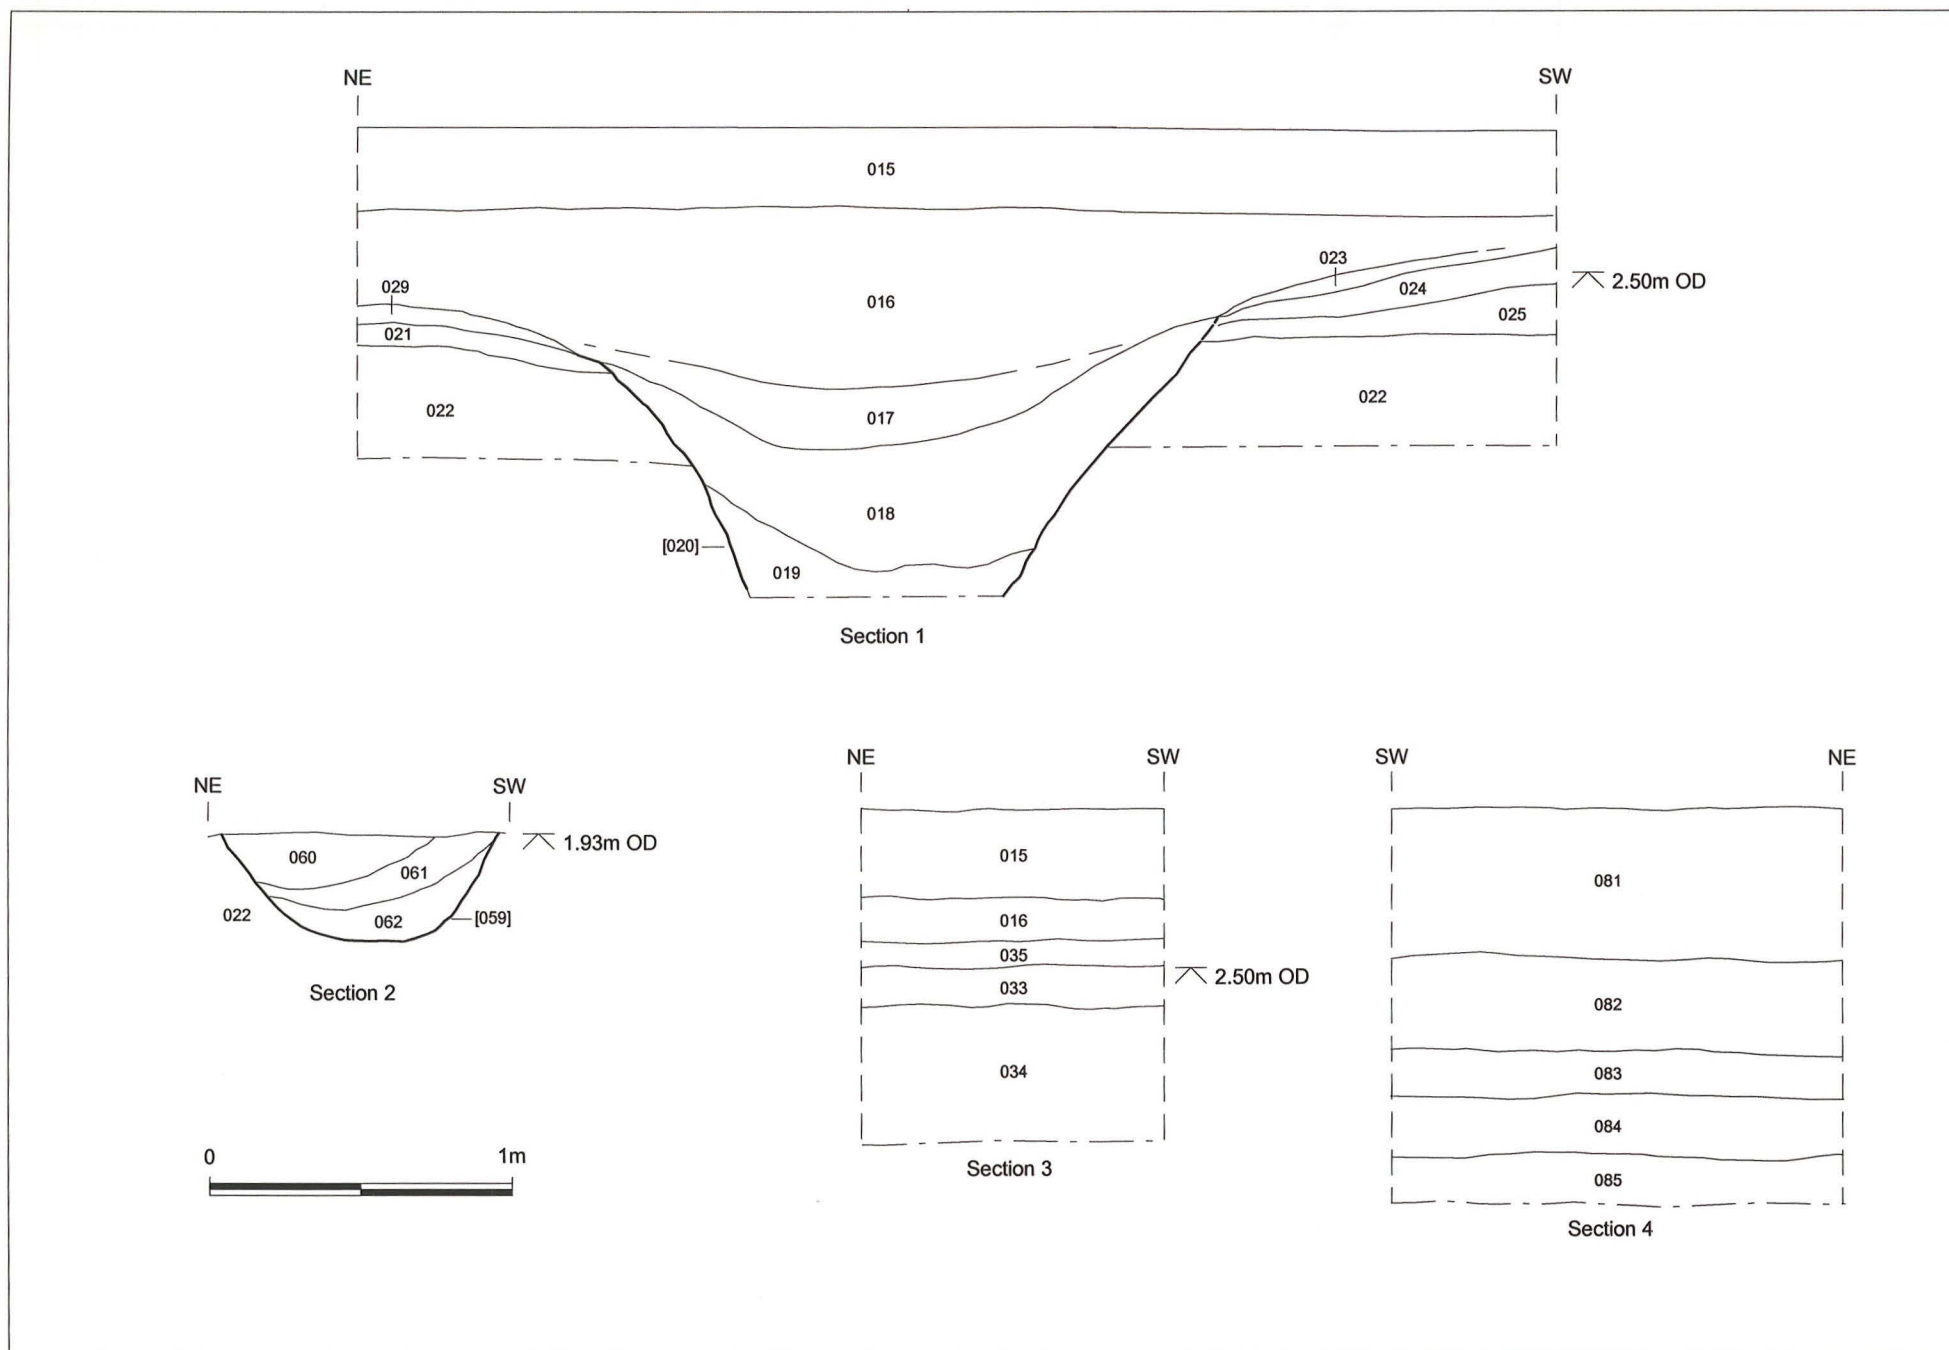 NE SW
015
023
029 016 024 2.50m OD
021 025
022 017 022
018
[020]
019
Section 1
NE SW
060
061 1.93m OD
022 062 [059]
Section 2
NE SW
015
016
035
2.50m OD
033
034
Section 3
SW NE
081
082
083
084
085
Section 4
0 1m